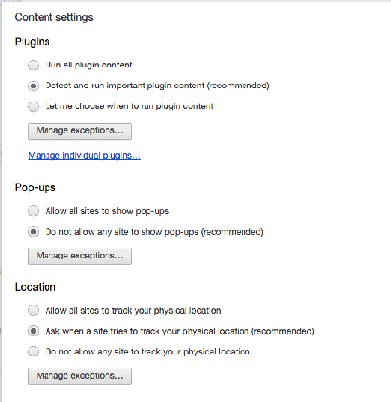 Content settings
Plugins
Run all plugin content
Detect and run important plugin content (recommended)
Let me choose when to run plugin content
Manage exceptions...
Manage individual plugins...
Pop-ups
Allow all sites to show pop-ups
Do not allow any site to show pop-ups (recommended)
Manage exceptions...
Location
Allow all sites to track your physical location
Ask when a site tries to track your physical location (recommended)
Do not allow any site to track your physical location
Manage exceptions...